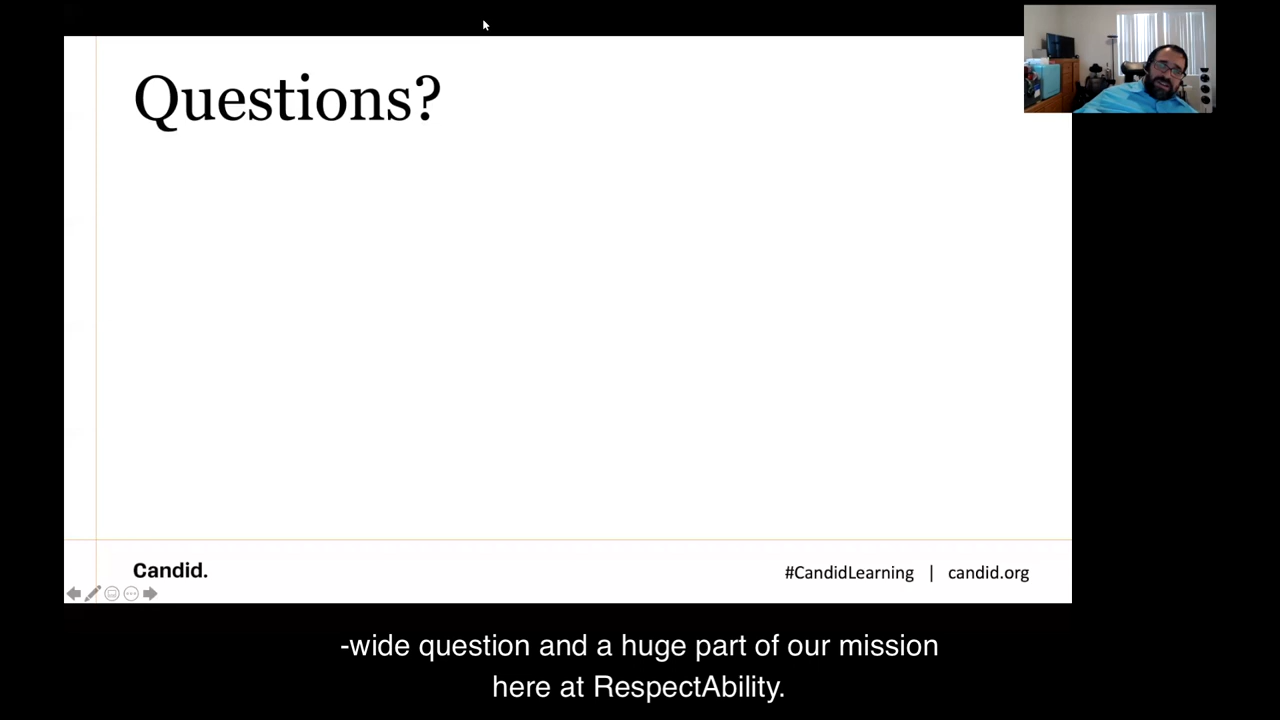 Questions?
Candid.
#CandidLearning | candid.org
-wide question and a huge part of our mission
here at RespectAbility.